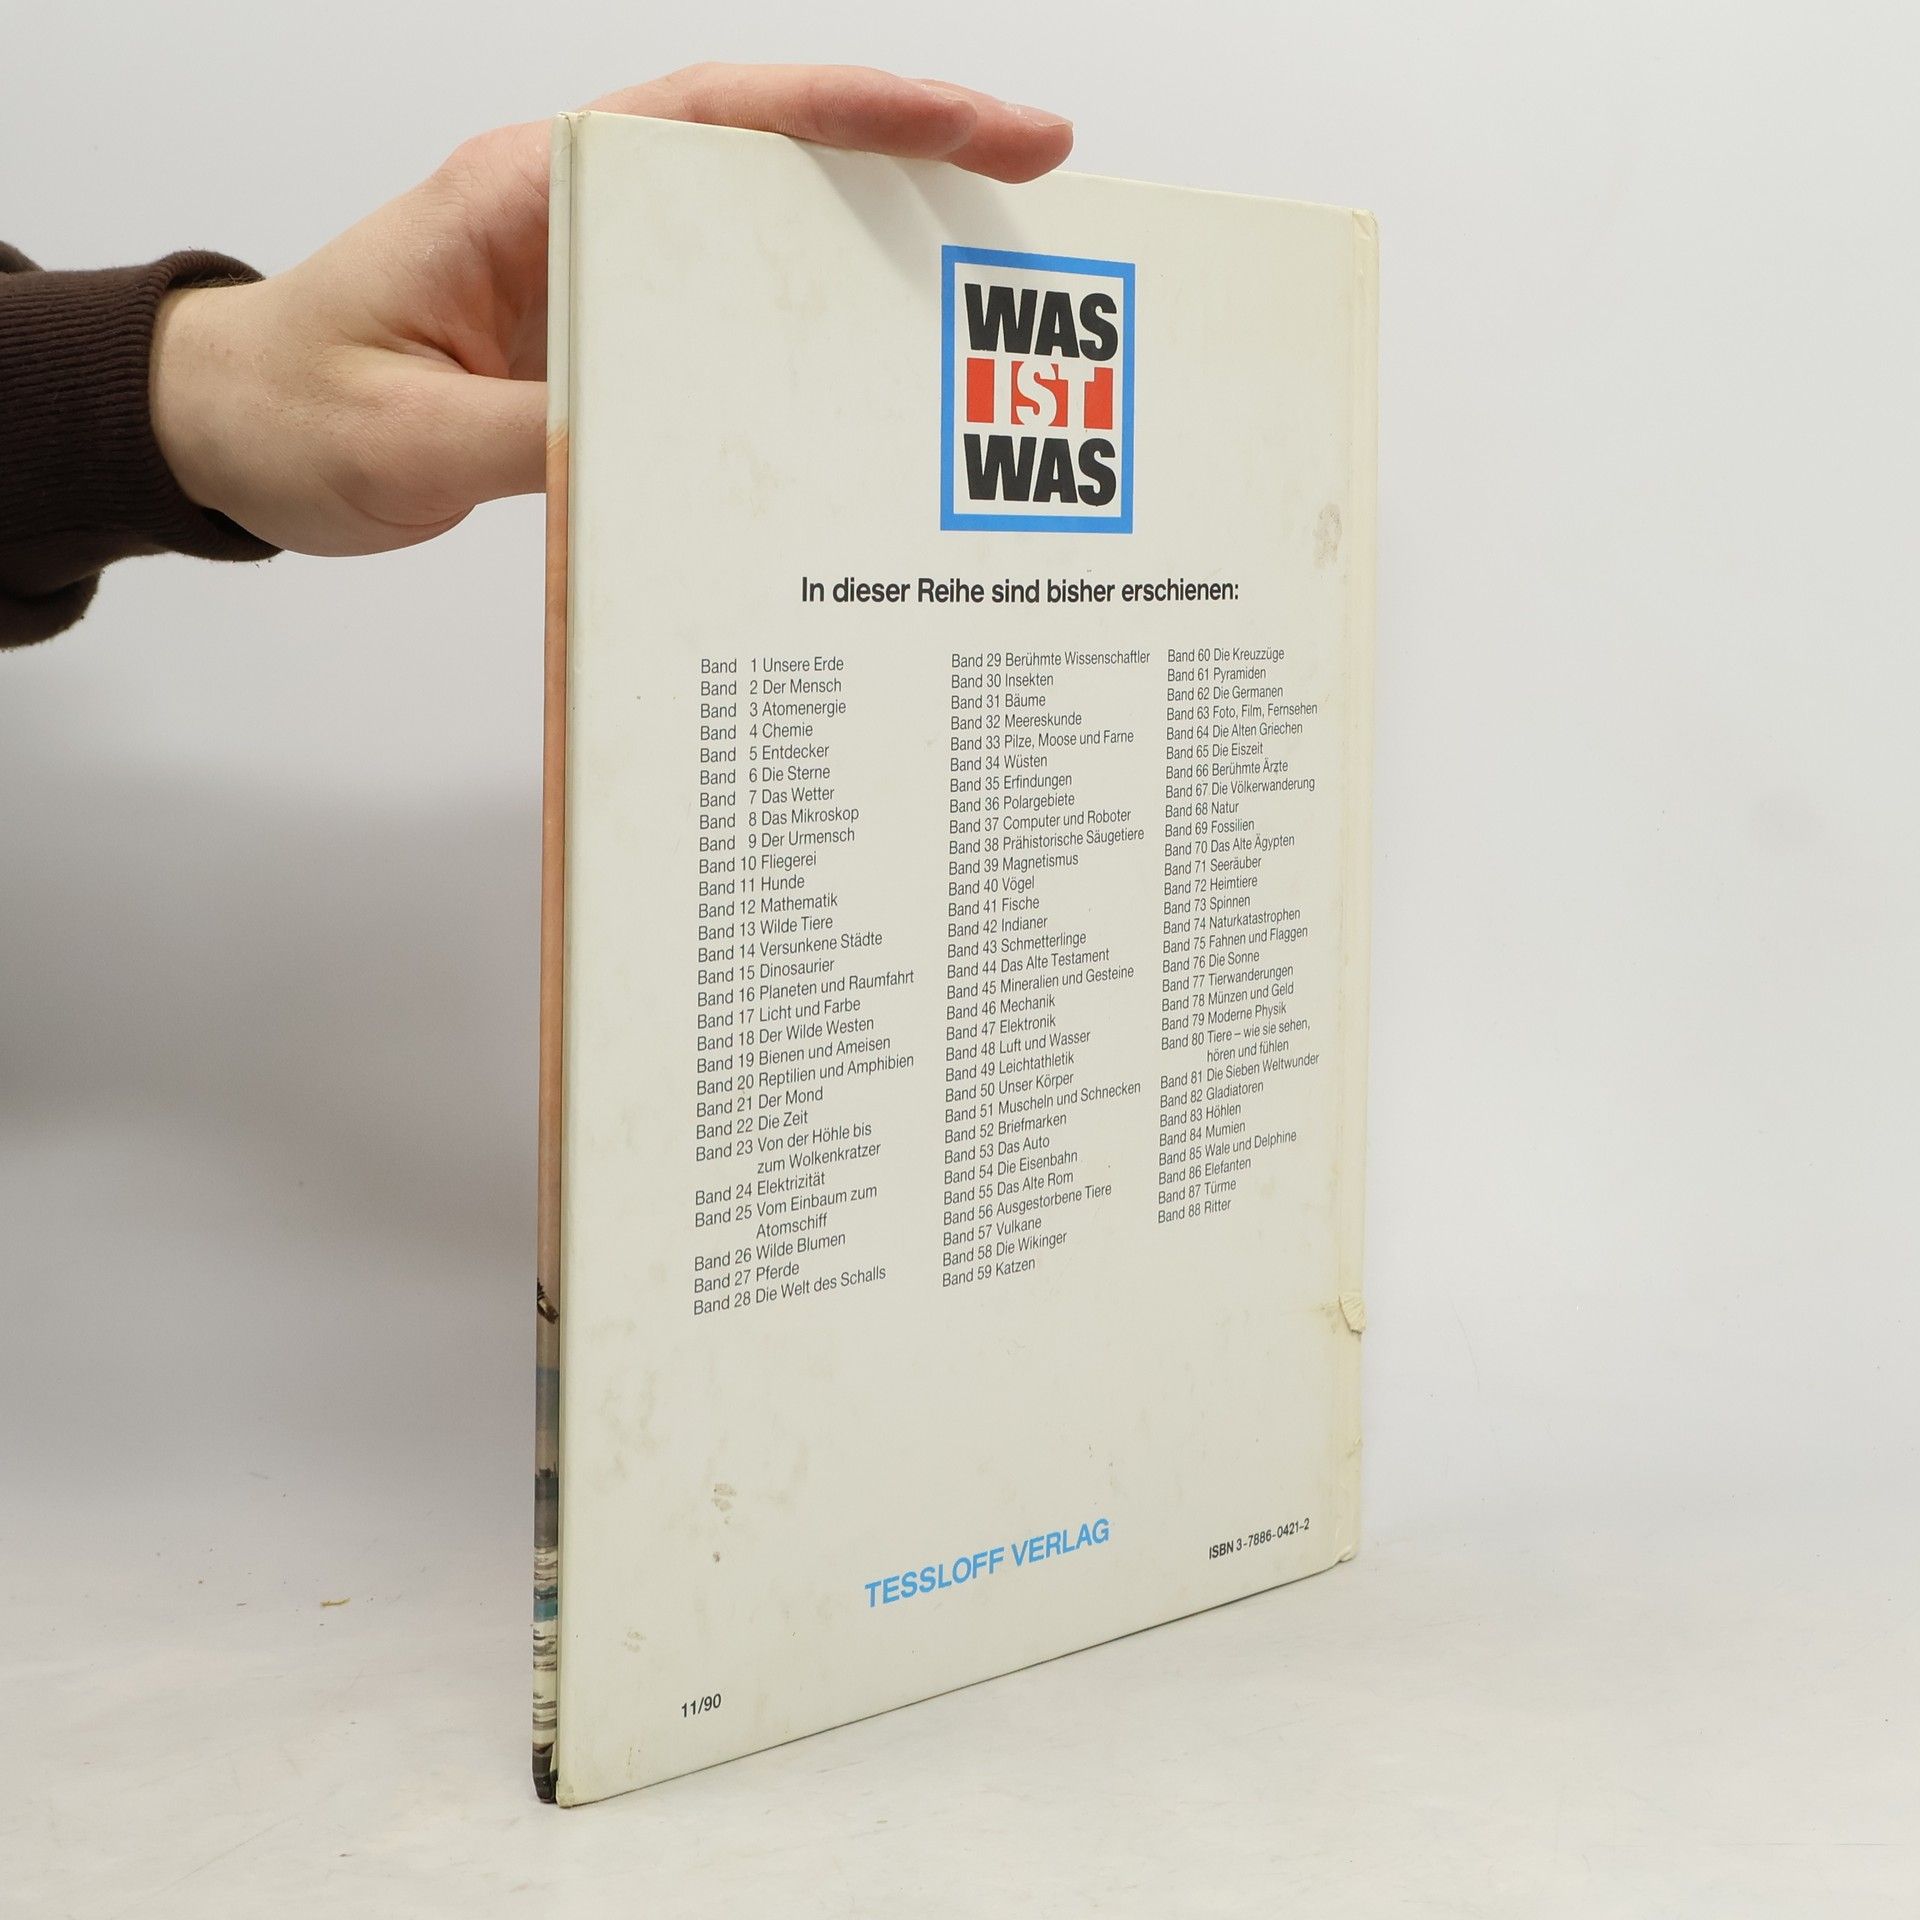 WAS
IST
WAS
In dieser Reihe sind bisher erschienen:
Band 1 Unsere Erde
Band 2 Der Mensch
Band 3 Atomenergie
Band 4 Chemie
Band 5 Entdecker
Band 6 Die Sterne
Band 7 Das Wetter
Band 8 Das Mikroskop
Band 9 Der Urmensch
Band 10 Fliegerei
Band 11 Hunde
Band 12 Mathematik
Band 13 Wilde Tiere
Band 14 Versunkene Städte
Band 15 Dinosaurier
Band 16 Planeten und Raumfahrt
Band 17 Licht und Farbe
Band 18 Der Wilde Westen
Band 19 Bienen und Ameisen
Band 20 Reptilien und Amphibien
Band 21 Der Mond
Band 22 Die Zeit
Band 23 Von der Höhle bis
zum Wolkenkratzer
Band 24 Elektrizität
Band 25 Vom Einbaum zum
Atomschiff
Band 26 Wilde Blumen
Band 27 Pferde
Band 28 Die Welt des Schalls
Band 29 Berühmte Wissenschaftler
Band 30 Insekten
Band 31 Bäume
Band 32 Meereskunde
Band 33 Pilze, Moose und Farne
Band 34 Wüsten
Band 35 Erfindungen
Band 36 Polargebiete
Band 37 Computer und Roboter
Band 38 Prähistorische Säugetiere
Band 39 Magnetismus
Band 40 Vögel
Band 41 Fische
Band 42 Indianer
Band 43 Schmetterlinge
Band 44 Das Alte Testament
Band 45 Mineralien und Gesteine
Band 46 Mechanik
Band 47 Elektronik
Band 48 Luft und Wasser
Band 49 Leichtathletik
Band 50 Unser Körper
Band 51 Muscheln und Schnecken
Band 52 Briefmarken
Band 53 Das Auto
Band 54 Die Eisenbahn
Band 55 Das Alte Rom
Band 56 Ausgestorbene Tiere
Band 57 Vulkane
Band 58 Die Wikinger
Band 59 Katzen
Band 60 Die Kreuzzüge
Band 61 Pyramiden
Band 62 Die Germanen
Band 63 Foto, Film, Fernsehen
Band 64 Die Alten Griechen
Band 65 Die Eiszeit
Band 66 Berühmte Ärzte
Band 67 Die Völkerwanderung
Band 68 Natur
Band 69 Fossilien
Band 70 Das Alte Ägypten
Band 71 Seeräuber
Band 72 Heimtiere
Band 73 Spinnen
Band 74 Naturkatastrophen
Band 75 Fahnen und Flaggen
Band 76 Die Sonne
Band 77 Tierwanderungen
Band 78 Münzen und Geld
Band 79 Moderne Physik
Band 80 Tiere – wie sie sehen,
hören und fühlen
Band 81 Die Sieben Weltwunder
Band 82 Gladiatoren
Band 83 Höhlen
Band 84 Mumien
Band 85 Wale und Delphine
Band 86 Elefanten
Band 87 Türme
Band 88 Ritter
TESSLOFF VERLAG
ISBN 3-7886-0421-2
11/90